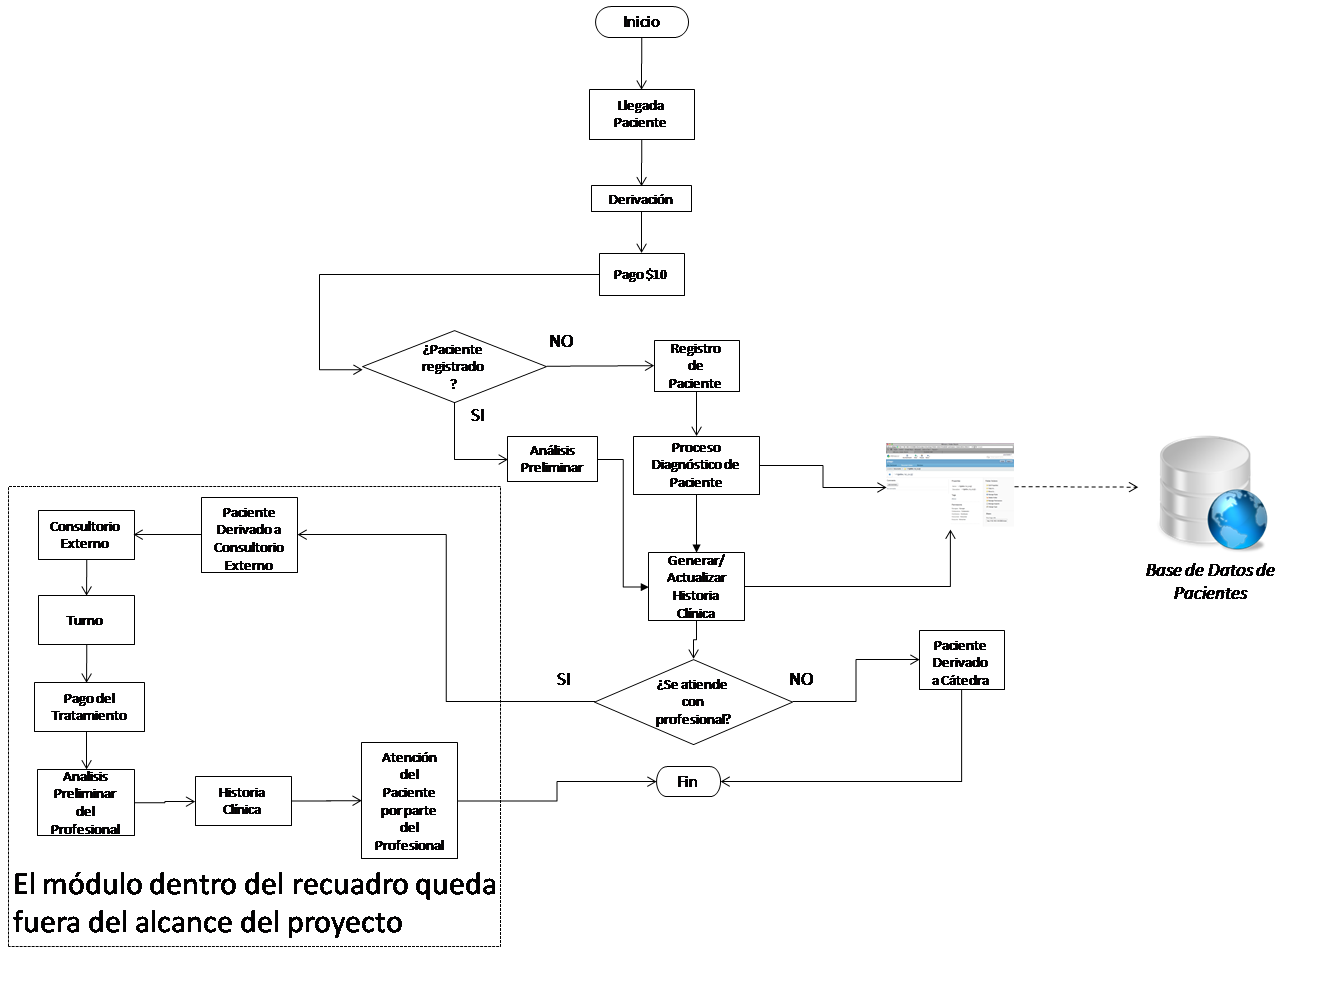 Inicio
Llegada
Paciente
Derivación
Pago $10
¿Paciente
registrado
?
NO
SI
Registro
de
Paciente
Análisis
Preliminar
Proceso
Diagnóstico de
Paciente
Generar/
Actualizar
Historia
Clínica
Base de Datos de
Pacientes
¿Se atiende
con
profesional?
SI
NO
Paciente
Derivado
a Cátedra
Paciente
Derivado a
Consultorio
Externo
Consultorio
Externo
Turno
Pago del
Tratamiento
Analisis
Preliminar
del
Profesional
Historia
Clínica
Atención
del
Paciente
por parte
del
Profesional
Fin
El módulo dentro del recuadro queda
fuera del alcance del proyecto